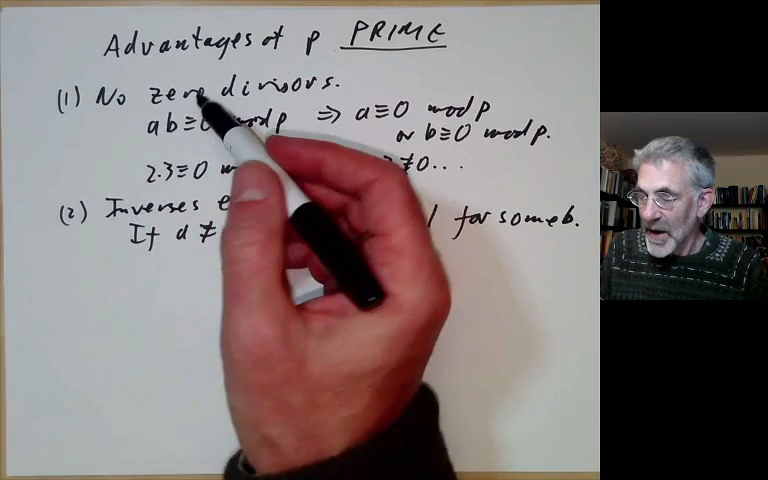 Advantages of p PRIME
(1) No zero divisors.
ab≡0 mod p ⇒ a≡0 mod p
or b≡0 mod p.
2.3≡0 ≢0...
(2) Inverses
If a ≢ for some b.